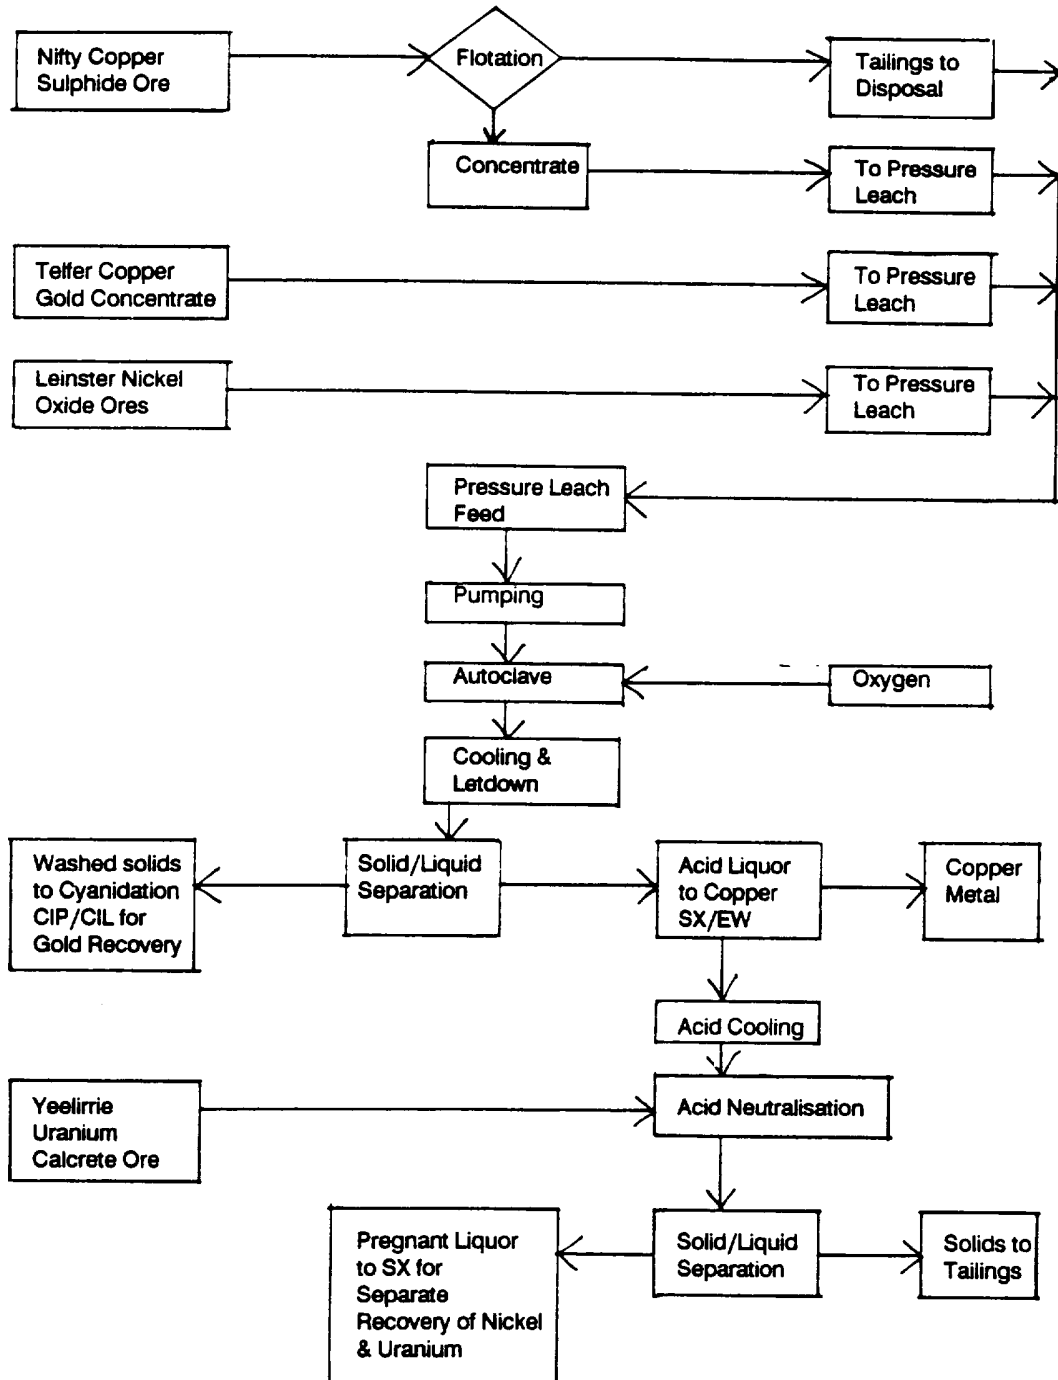 Nifty Copper
Sulphide Ore
Flotation
Tailings to
Disposal
Concentrate
To Pressure
Leach
Telfer Copper
Gold Concentrate
To Pressure
Leach
Leinster Nickel
Oxide Ores
To Pressure
Leach
Pressure Leach
Feed
Pumping
Autoclave
Oxygen
Cooling &
Letdown
Washed solids
to Cyanidation
CIP/CIL for
Gold Recovery
Solid/Liquid
Separation
Acid Liquor
to Copper
SX/EW
Copper
Metal
Acid Cooling
Yeelirrie
Uranium
Calcrete Ore
Acid Neutralisation
Pregnant Liquor
to SX for
Separate
Recovery of Nickel
& Uranium
Solid/Liquid
Separation
Solids to
Tailings